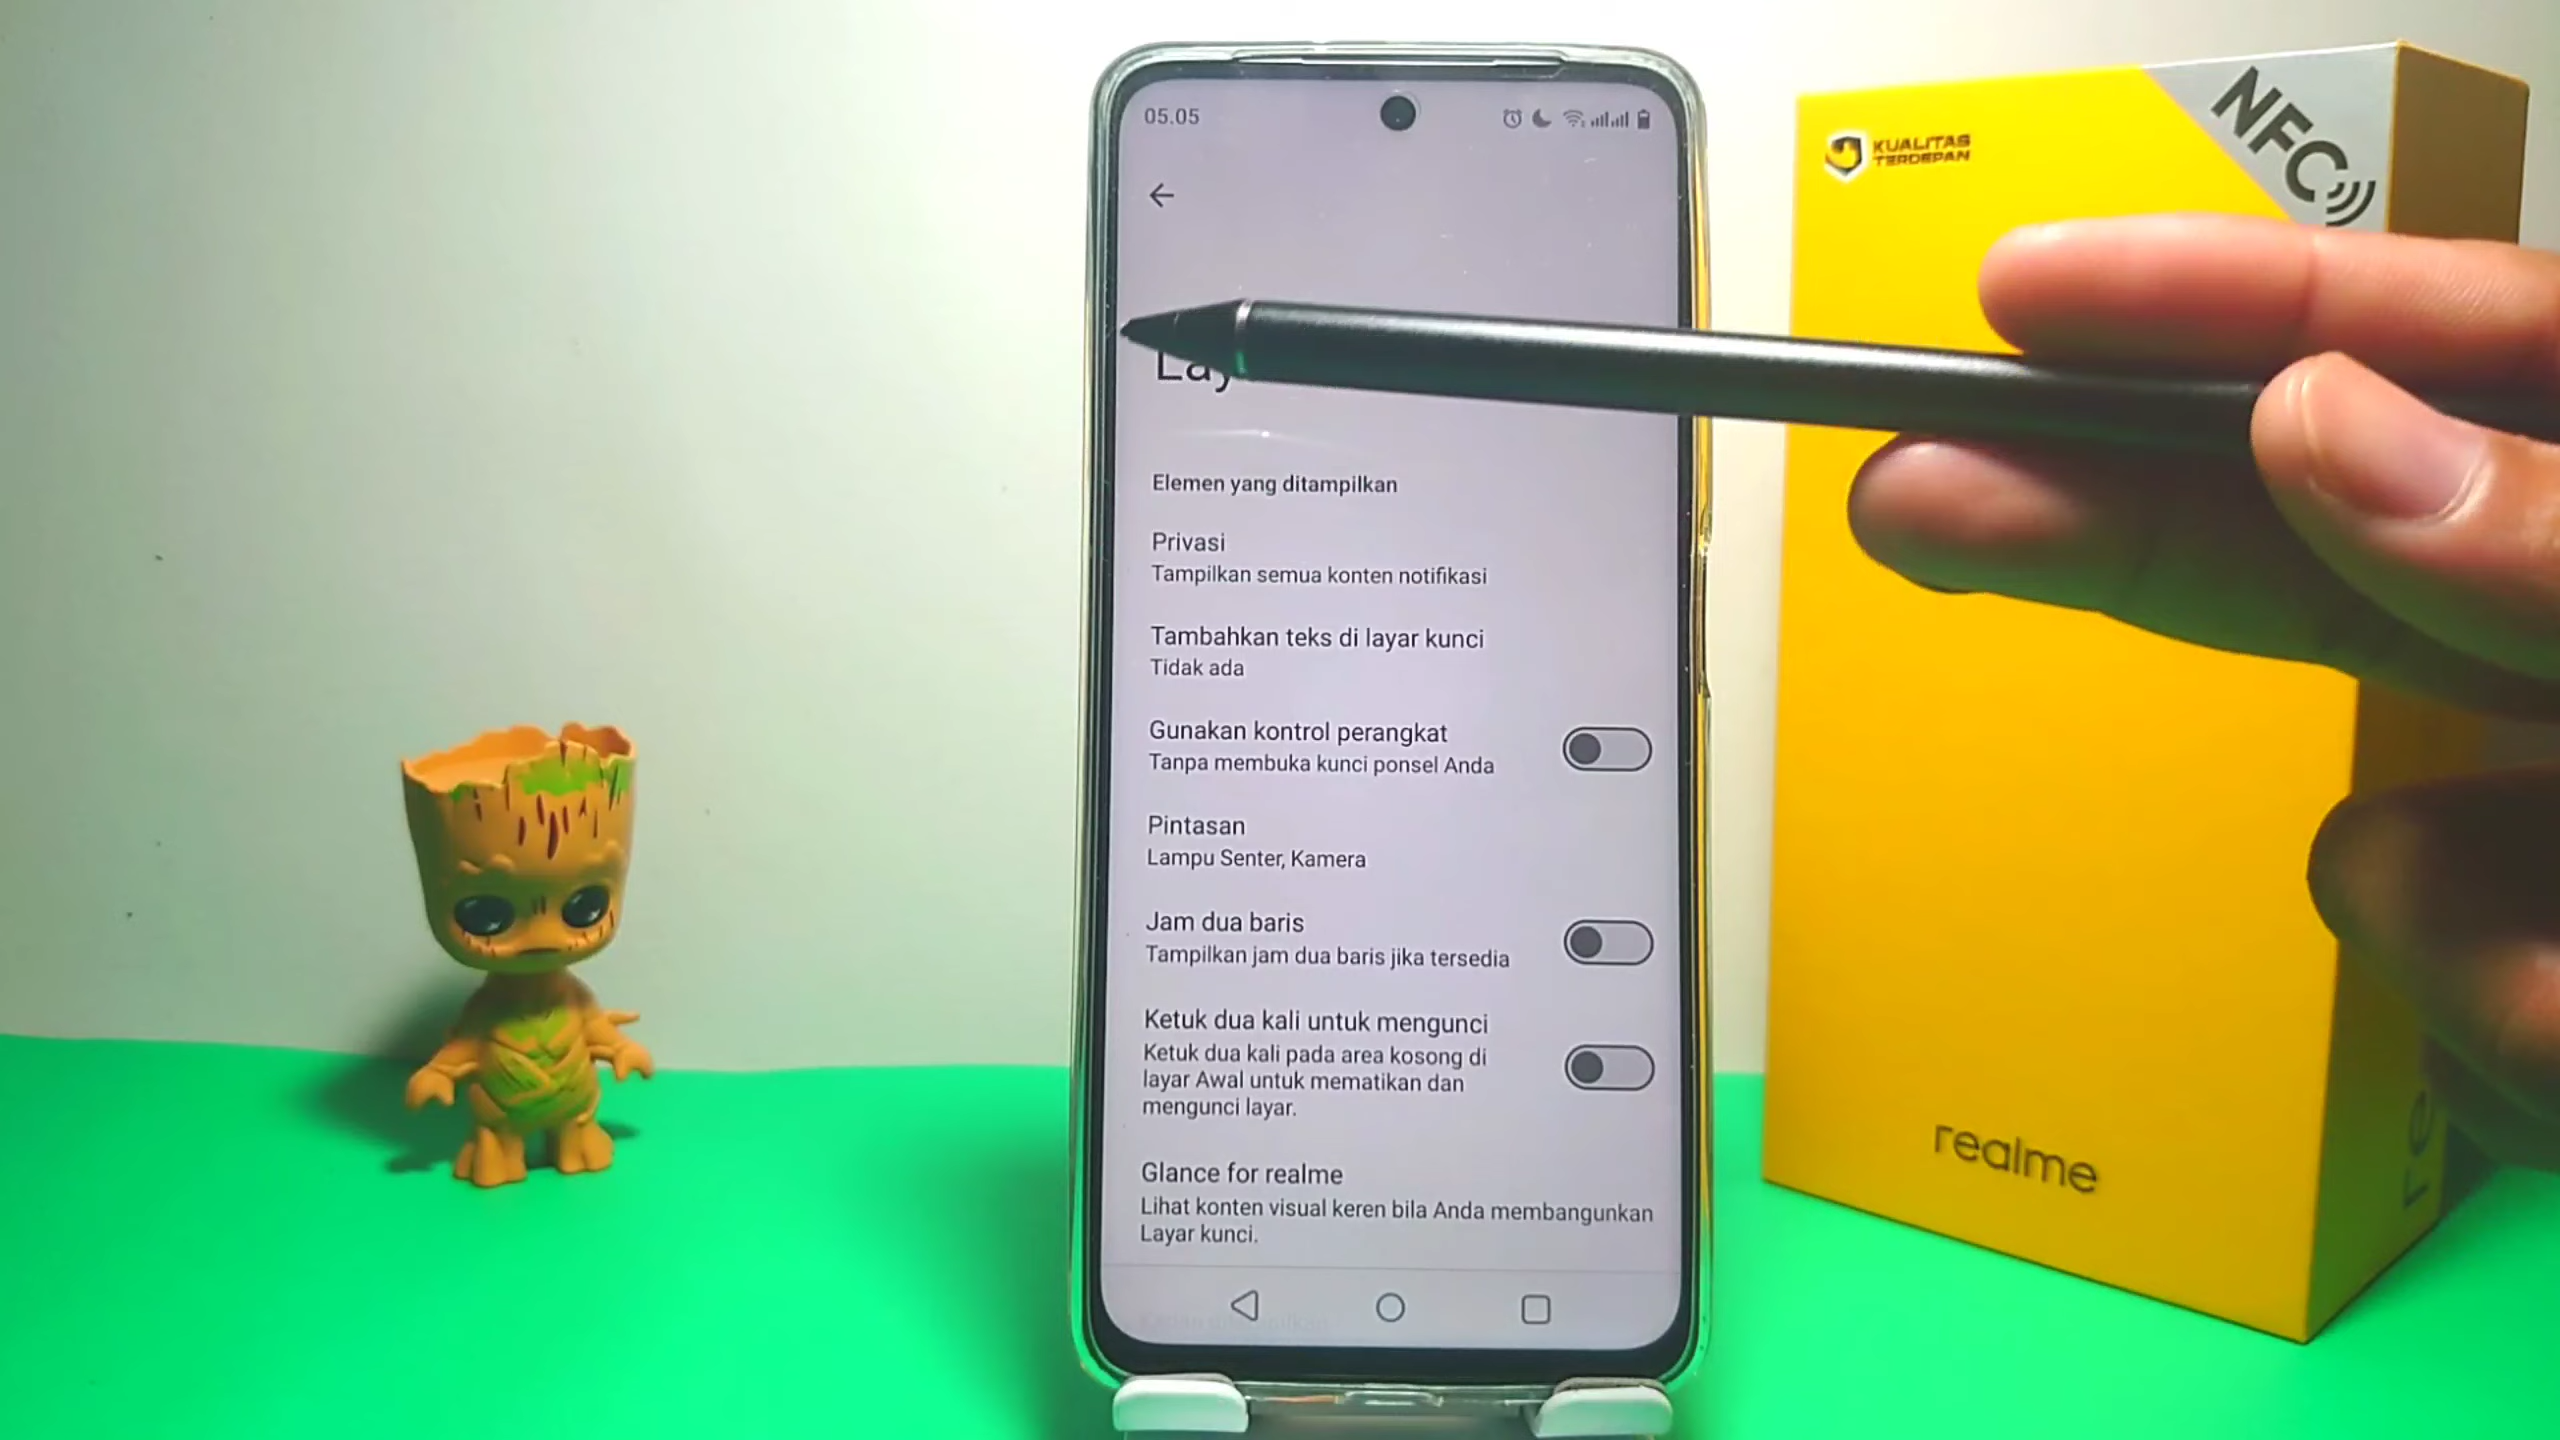 05.05
Elemen yang ditampilkan
Privasi
Tampilkan semua konten notifikasi
Tambahkan teks di layar kunci
Tidak ada
Gunakan kontrol perangkat
Tanpa membuka kunci ponsel Anda
Pintasan
Lampu Senter, Kamera
Jam dua baris
Tampilkan jam dua baris jika tersedia
Ketuk dua kali untuk mengunci
Ketuk dua kali pada area kosong di
layar Awal untuk mematikan dan
mengunci layar.
Glance for realme
Lihat konten visual keren bila Anda membangunkan
Layar kunci.
KUALITAS
TERDEPAN
NFC
realme